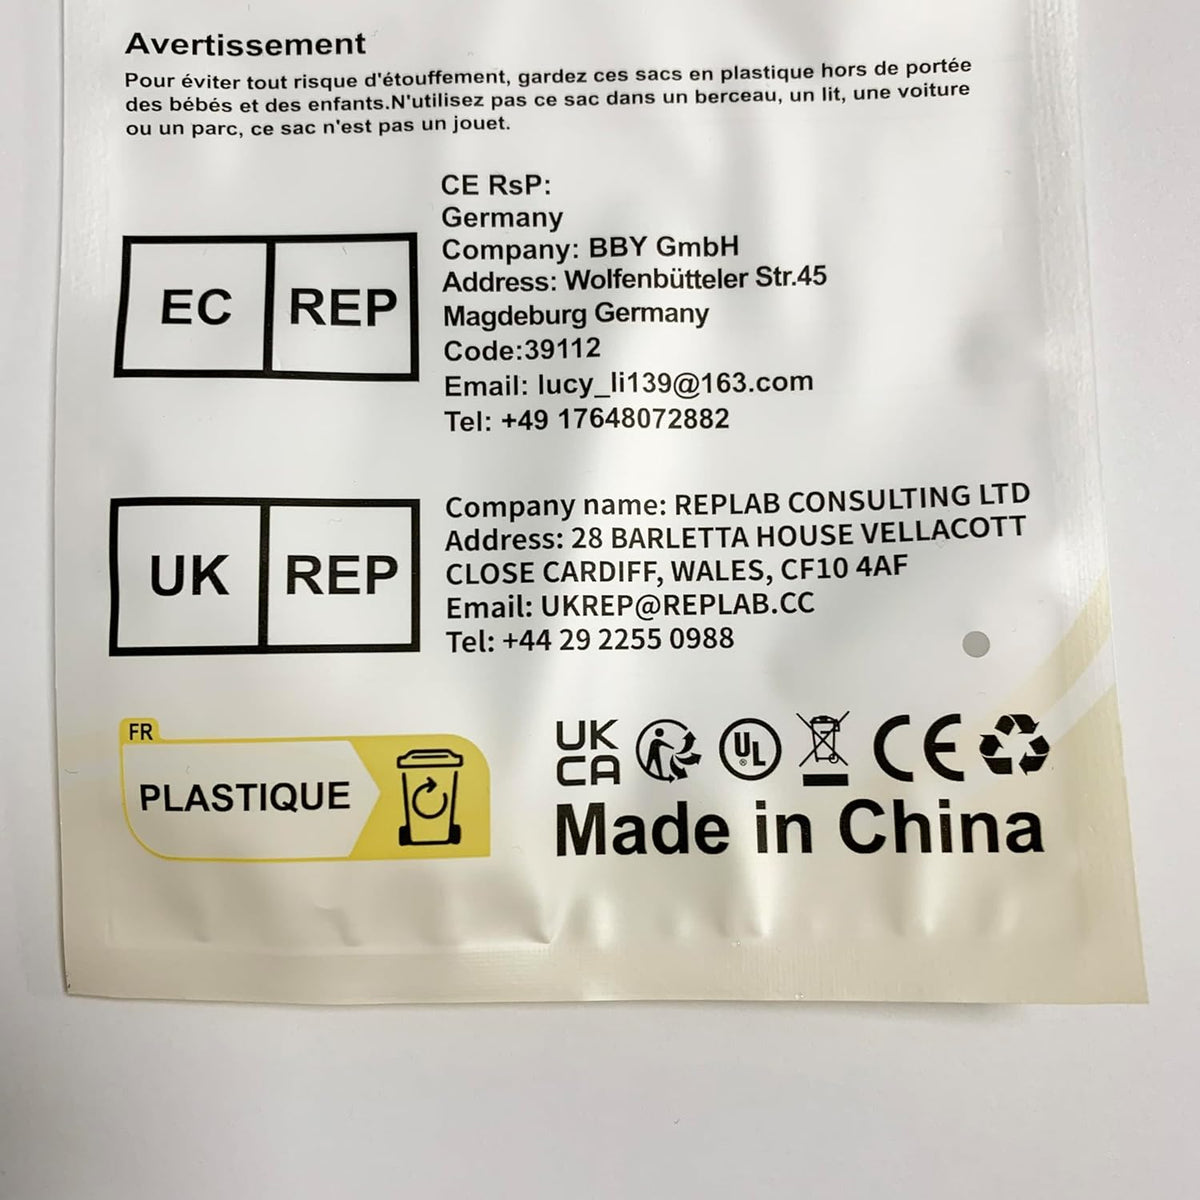 Avertissement
Pour éviter tout risque d'étouffement, gardez ces sacs en plastique hors de portée
des bébés et des enfants.N'utilisez pas ce sac dans un berceau, un lit, une voiture
ou un parc, ce sac n'est pas un jouet.
CE RsP:
Germany
Company: BBY GmbH
Address: Wolfenbütteler Str.45
Magdeburg Germany
Code:39112
Email: lucy_li139@163.com
Tel: +49 17648072882
EC REP
Company name: REPLAB CONSULTING LTD
Address: 28 BARLETTA HOUSE VELLACOTT
CLOSE CARDIFF, WALES, CF10 4AF
Email: UKREP@REPLAB.CC
Tel: +44 29 2255 0988
UK REP
FR
PLASTIQUE
UK
CA
UL
®
CE
Made in China